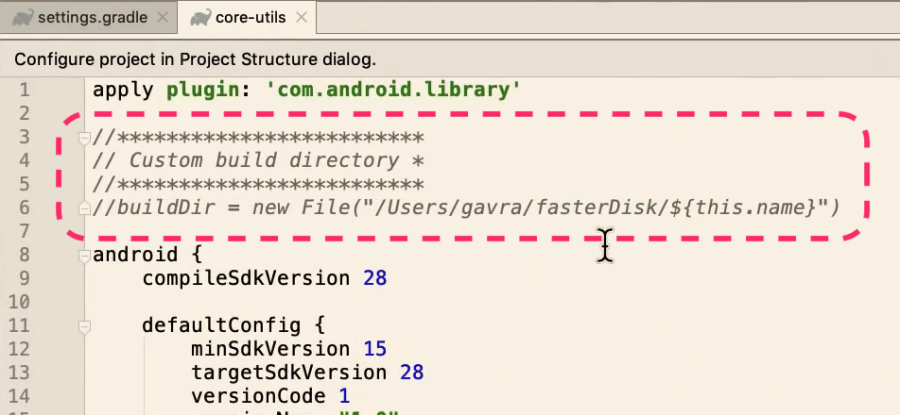 settings.gradle core-utils
Configure project in Project Structure dialog.
1 apply plugin: 'com.android.library'
2
3 //*************************
4 // Custom build directory *
5 //*************************
6 //buildDir = new File("/Users/gavra/fasterDisk/${this.name}")
7
8 android {
9 compileSdkVersion 28
10
11 defaultConfig {
12 minSdkVersion 15
13 targetSdkVersion 28
14 versionCode 1